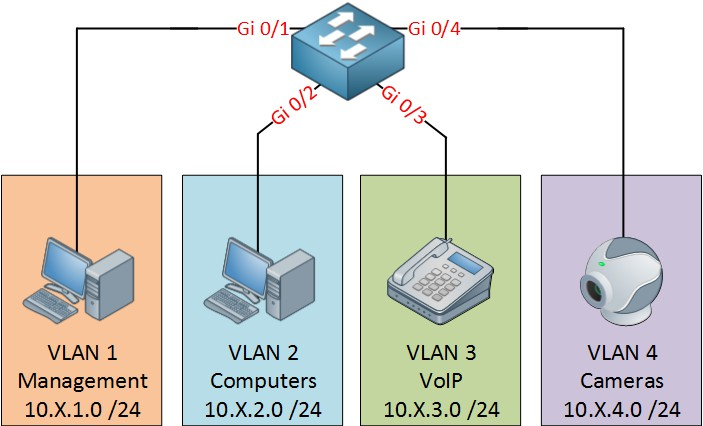 Gi 0/1
Gi 0/4
Gi 0/2
Gi 0/3
VLAN 1
Management
10.X.1.0 /24
VLAN 2
Computers
10.X.2.0 /24
VLAN 3
VoIP
10.X.3.0 /24
VLAN 4
Cameras
10.X.4.0 /24